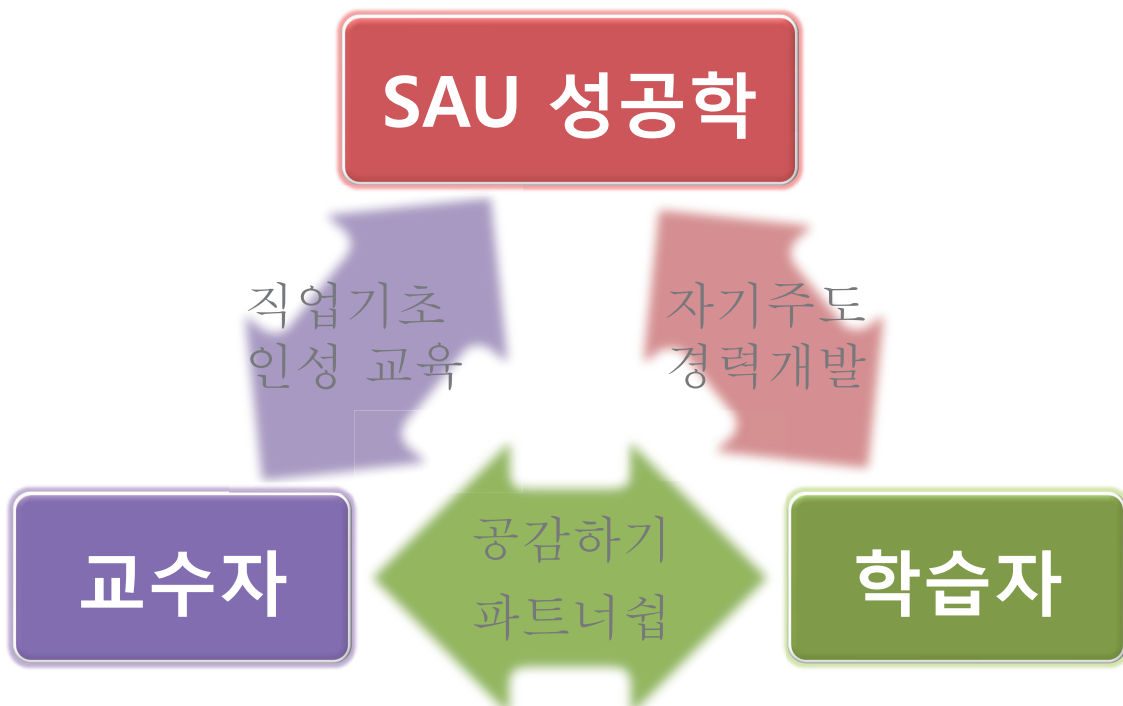 SAU 성공학
직업기초
인성 교육
자기주도
경력개발
교수자
공감하기
파트너쉽
학습자